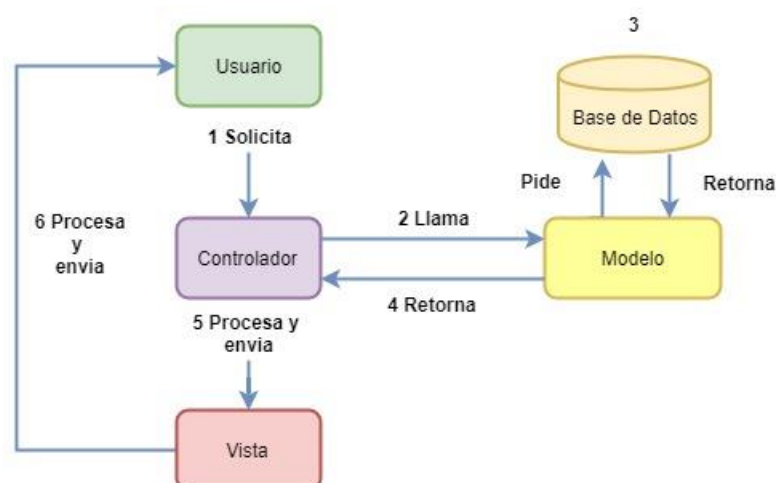 3
Usuario
Base de Datos
1 Solicita
Pide
Retorna
6 Procesa
y
envia
2 Llama
Controlador
Modelo
4 Retorna
5 Procesa y
envia
Vista